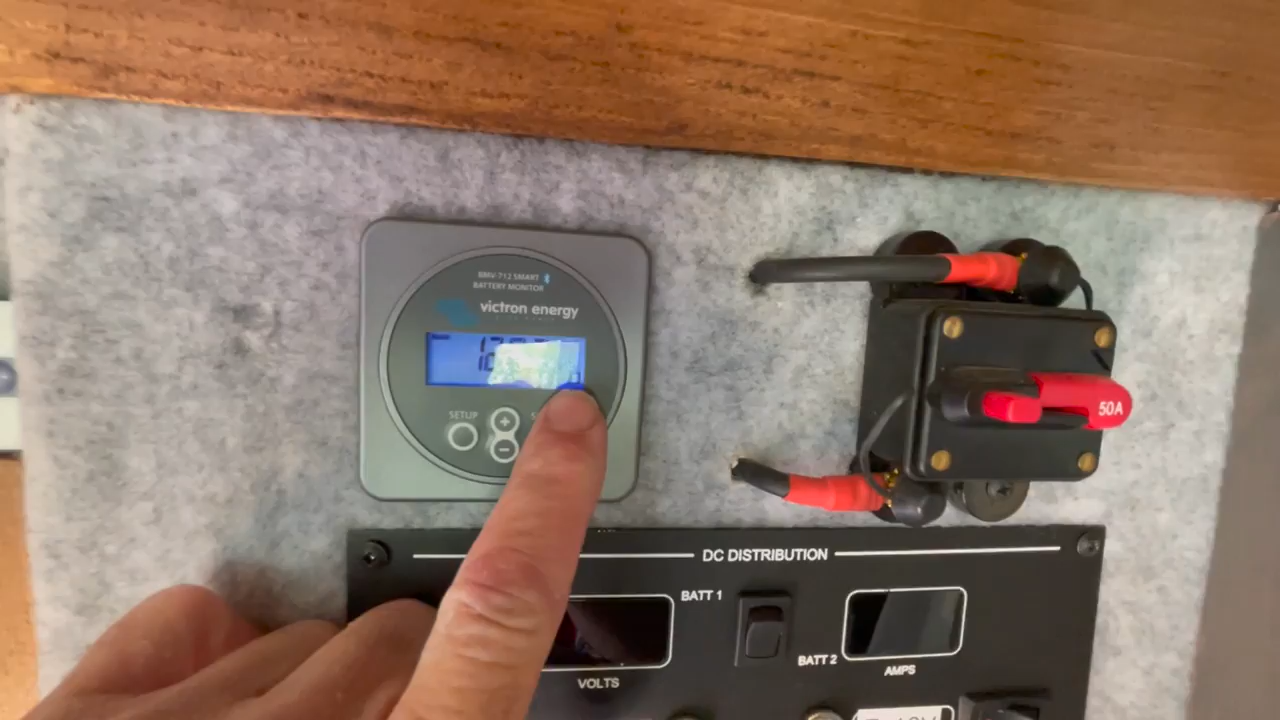 BMV-712 SMART
BATTERY MONITOR
victron energy
SETUP
+
−
50A
DC DISTRIBUTION
BATT 1
BATT 2
VOLTS
AMPS